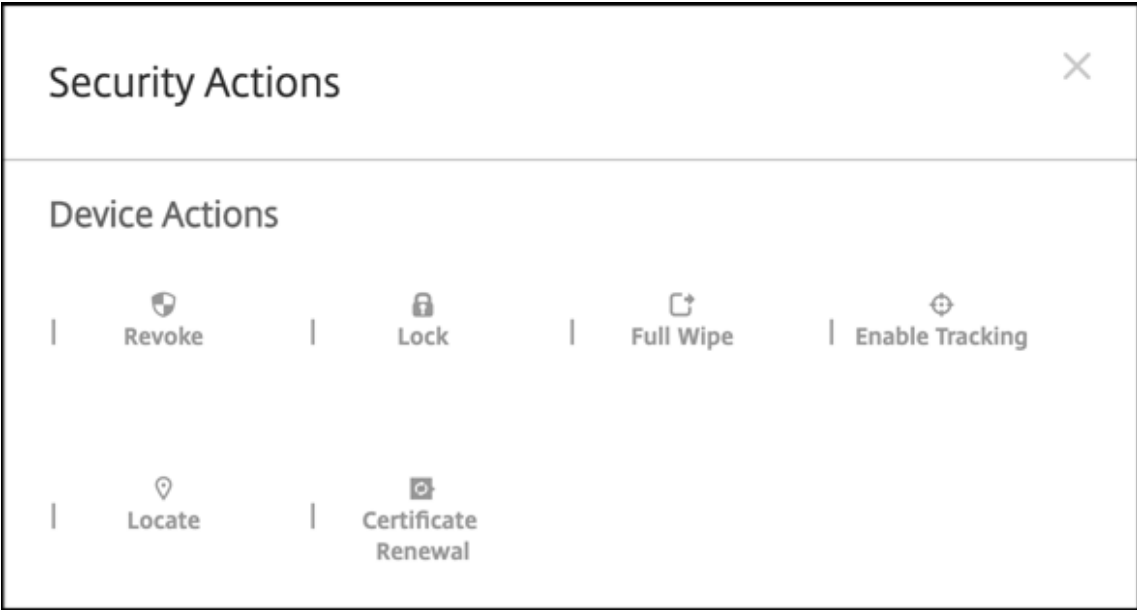 Security Actions
Device Actions
Revoke
Lock
Full Wipe
Enable Tracking
Locate
Certificate
Renewal